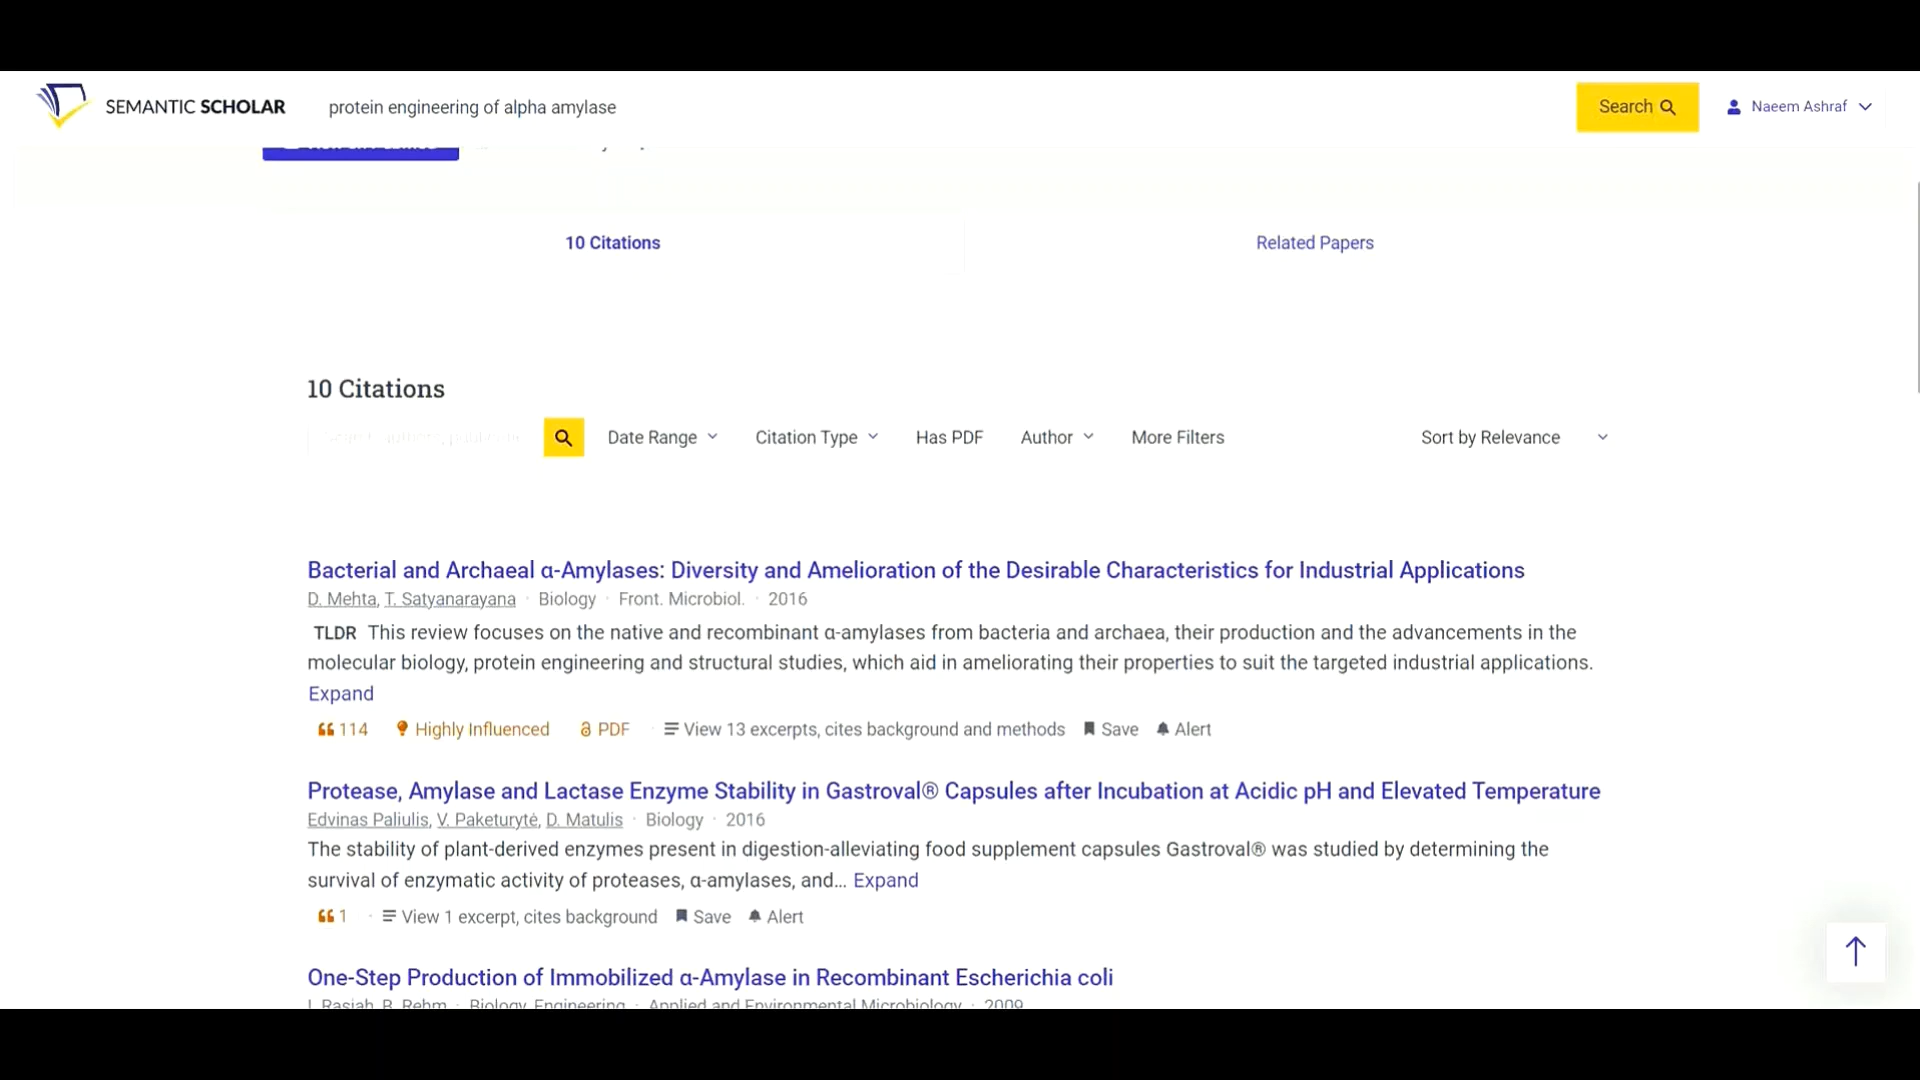 SEMANTIC SCHOLAR
protein engineering of alpha amylase
Search
Naeem Ashraf
10 Citations
Related Papers
10 Citations
Date Range
Citation Type
Has PDF
Author
More Filters
Sort by Relevance
Bacterial and Archaeal α-Amylases: Diversity and Amelioration of the Desirable Characteristics for Industrial Applications
D. Mehta, T. Satyanarayana · Biology · Front. Microbiol. · 2016
TLDR This review focuses on the native and recombinant α-amylases from bacteria and archaea, their production and the advancements in the
molecular biology, protein engineering and structural studies, which aid in ameliorating their properties to suit the targeted industrial applications.
Expand
114 Highly Influenced PDF · View 13 excerpts, cites background and methods Save Alert
Protease, Amylase and Lactase Enzyme Stability in Gastroval® Capsules after Incubation at Acidic pH and Elevated Temperature
Edvinas Paliulis, V. Paketurytė, D. Matulis · Biology · 2016
The stability of plant-derived enzymes present in digestion-alleviating food supplement capsules Gastroval® was studied by determining the
survival of enzymatic activity of proteases, α-amylases, and... Expand
1 · View 1 excerpt, cites background Save Alert
One-Step Production of Immobilized α-Amylase in Recombinant Escherichia coli
I. Rasiah, B. Rehm · Biology, Engineering · Applied and Environmental Microbiology · 2009